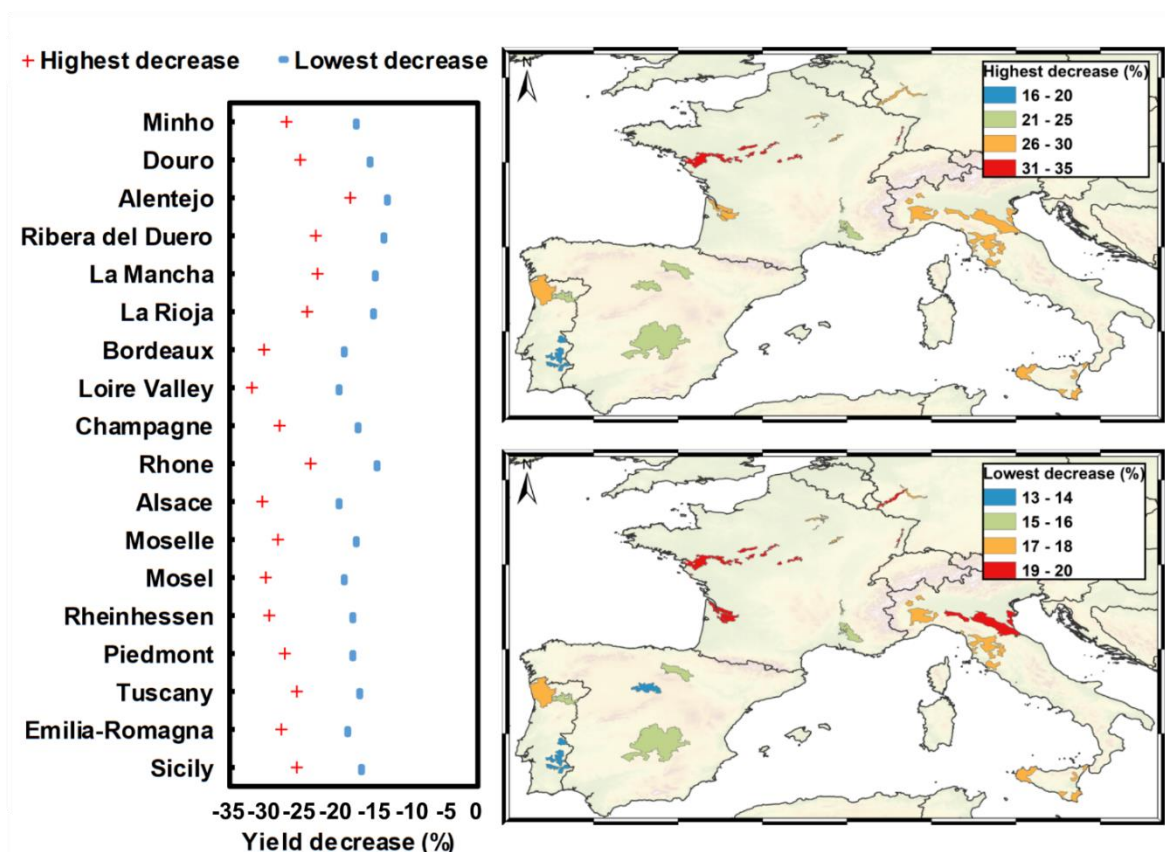 + Highest decrease Lowest decrease
Minho
Douro
Alentejo
Ribera del Duero
La Mancha
La Rioja
Bordeaux
Loire Valley
Champagne
Rhone
Alsace
Moselle
Mosel
Rheinhessen
Piedmont
Tuscany
Emilia-Romagna
Sicily
-35 -30 -25 -20 -15 -10 -5 0
Yield decrease (%)
N
Highest decrease (%)
16 - 20
21 - 25
26 - 30
31 - 35
N
Lowest decrease (%)
13 - 14
15 - 16
17 - 18
19 - 20